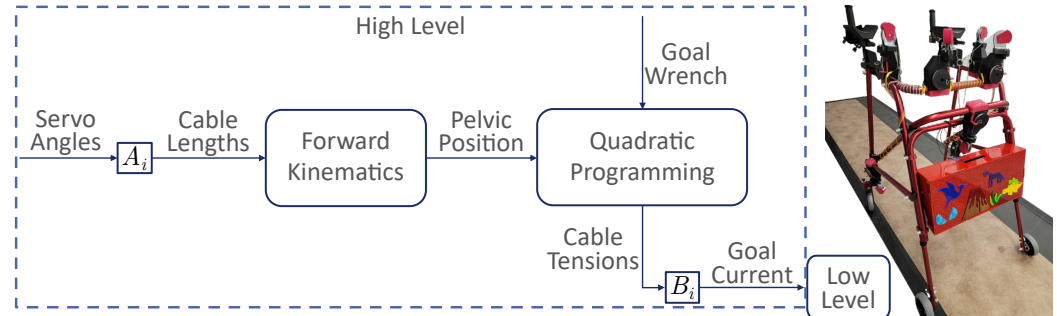 High Level
Goal
Wrench
Servo
Angles
A_i
Cable
Lengths
Forward
Kinematics
Pelvic
Position
Quadratic
Programming
Cable
Tensions
B_i
Goal
Current
Low
Level